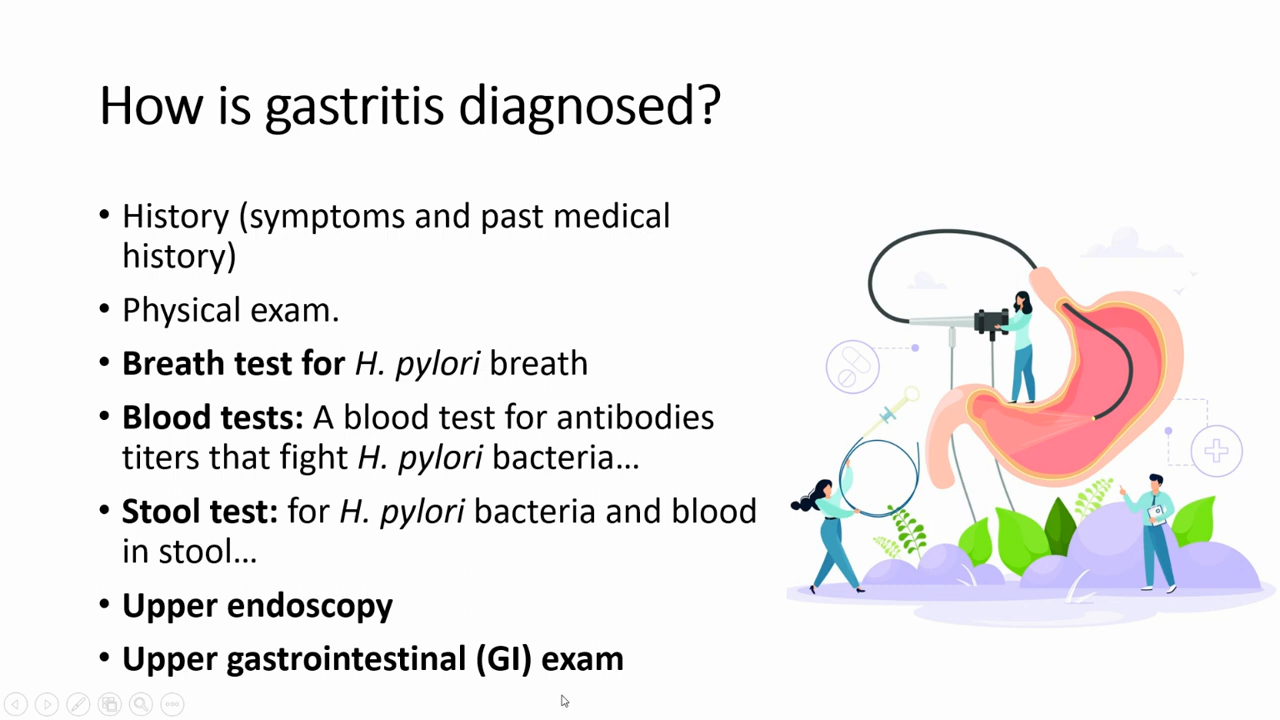 How is gastritis diagnosed?
• History (symptoms and past medical
history)
• Physical exam.
• Breath test for H. pylori breath
• Blood tests: A blood test for antibodies
titers that fight H. pylori bacteria...
• Stool test: for H. pylori bacteria and blood
in stool...
• Upper endoscopy
• Upper gastrointestinal (GI) exam